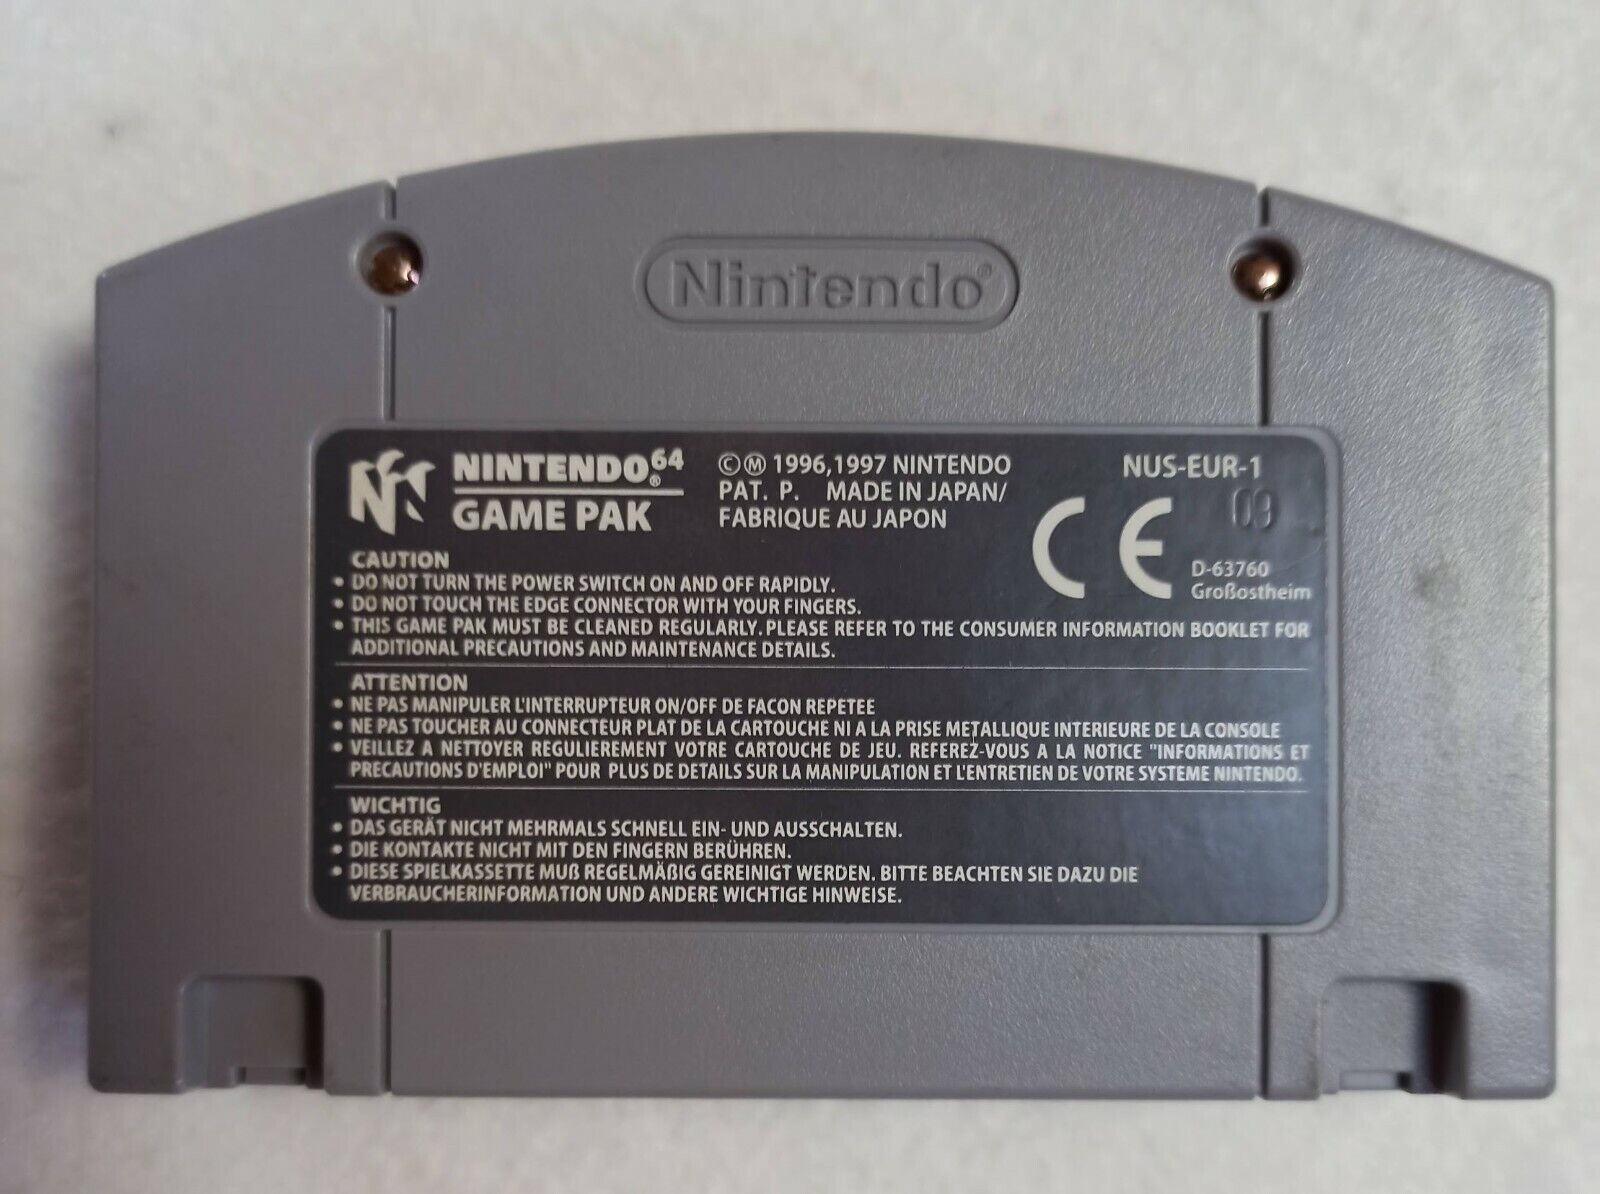 Nintendo®
NINTENDO⁶⁴®
GAME PAK
ⒸⓂ 1996,1997 NINTENDO
PAT. P. MADE IN JAPAN/
FABRIQUE AU JAPON
NUS-EUR-1
09
CE
D-63760
Großostheim
CAUTION
• DO NOT TURN THE POWER SWITCH ON AND OFF RAPIDLY.
• DO NOT TOUCH THE EDGE CONNECTOR WITH YOUR FINGERS.
• THIS GAME PAK MUST BE CLEANED REGULARLY. PLEASE REFER TO THE CONSUMER INFORMATION BOOKLET FOR
ADDITIONAL PRECAUTIONS AND MAINTENANCE DETAILS.
ATTENTION
• NE PAS MANIPULER L'INTERRUPTEUR ON/OFF DE FACON REPETEE
• NE PAS TOUCHER AU CONNECTEUR PLAT DE LA CARTOUCHE NI A LA PRISE METALLIQUE INTERIEURE DE LA CONSOLE
• VEILLEZ A NETTOYER REGULIEREMENT VOTRE CARTOUCHE DE JEU. REFEREZ-VOUS A LA NOTICE "INFORMATIONS ET
PRECAUTIONS D'EMPLOI" POUR PLUS DE DETAILS SUR LA MANIPULATION ET L'ENTRETIEN DE VOTRE SYSTEME NINTENDO.
WICHTIG
• DAS GERÄT NICHT MEHRMALS SCHNELL EIN- UND AUSSCHALTEN.
• DIE KONTAKTE NICHT MIT DEN FINGERN BERÜHREN.
• DIESE SPIELKASSETTE MUß REGELMÄßIG GEREINIGT WERDEN. BITTE BEACHTEN SIE DAZU DIE
VERBRAUCHERINFORMATION UND ANDERE WICHTIGE HINWEISE.